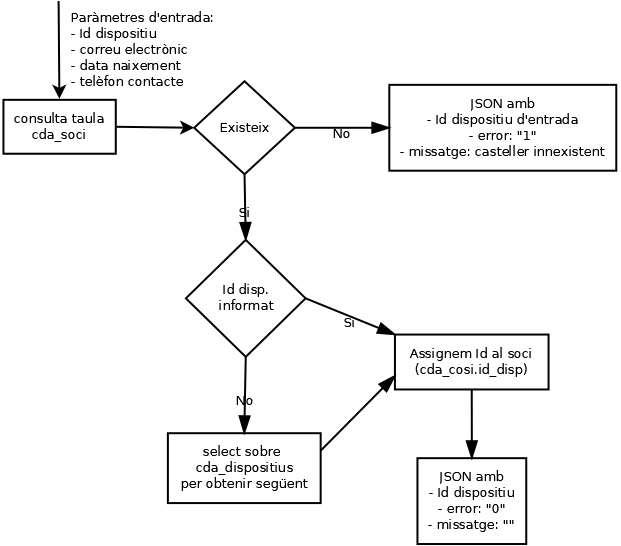 Paràmetres d'entrada:
- Id dispositiu
- correu electrònic
- data naixement
- telèfon contacte
consulta taula
cda_soci
Existeix
No
JSON amb
- Id dispositiu d'entrada
- error: "1"
- missatge: casteller innexistent
Si
Id disp.
informat
Si
Assignem Id al soci
(cda_cosi.id_disp)
No
select sobre
cda_dispositius
per obtenir següent
JSON amb
- Id dispositiu
- error: "0"
- missatge: ""